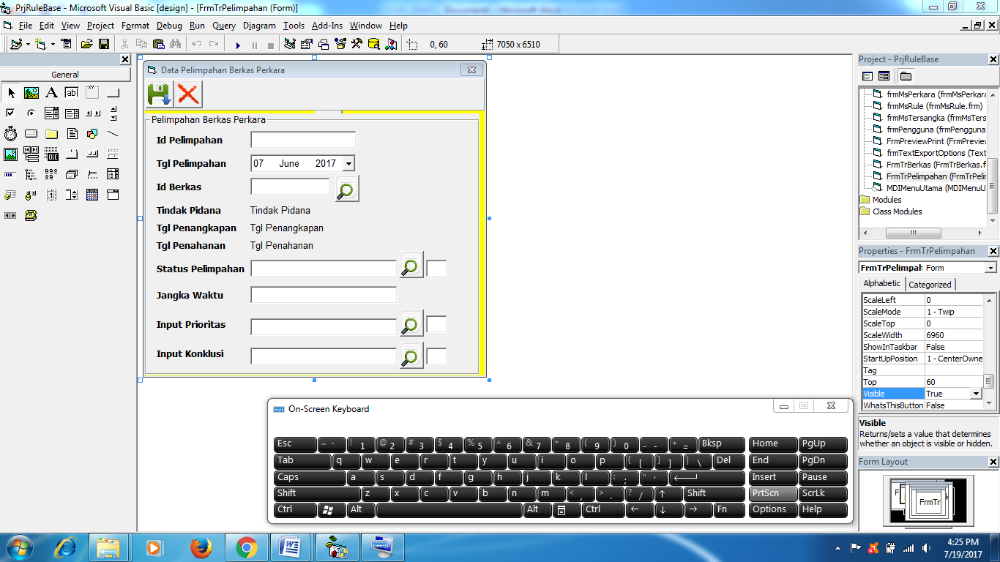 PrjRuleBase - Microsoft Visual Basic [design] - [FrmTrPelimpahan (Form)]
File Edit View Project Format Debug Run Query Diagram Tools Add-Ins Window Help
0, 60 7050 x 6510
General
A ab| xy
OLE
Data Pelimpahan Berkas Perkara
Pelimpahan Berkas Perkara
Id Pelimpahan
Tgl Pelimpahan 07 June 2017
Id Berkas
Tindak Pidana Tindak Pidana
Tgl Penangkapan Tgl Penangkapan
Tgl Penahanan Tgl Penahanan
Status Pelimpahan
Jangka Waktu
Input Prioritas
Input Konklusi
Project - PrjRuleBase
frmMsPerkara (frmMsPerkara
frmMsRule (frmMsRule.frm)
frmMsTersangka (frmMsTers
frmPengguna (frmPengguna
FrmPreviewPrint (FrmPreview
frmTextExportOptions (Text
FrmTrBerkas (FrmTrBerkas.f
FrmTrPelimpahan (FrmTrPelim
MDIMenuUtama (MDIMenuU
Modules
Class Modules
Properties - FrmTrPelimpahan
FrmTrPelimpah Form
Alphabetic Categorized
ScaleLeft 0
ScaleMode 1 - Twip
ScaleTop 0
ScaleWidth 6960
ShowInTaskbar False
StartUpPosition 1 - CenterOwne
Tag
Top 60
Visible True
WhatsThisButton False
Visible
Returns/sets a value that determines
whether an object is visible or hidden.
Form Layout
F FrmTr k
On-Screen Keyboard
Esc ~ ` ! 1 @ 2 # 3 $ 4 % 5 ^ 6 & 7 * 8 ( 9 ) 0 _ - + = Bksp Home PgUp
Tab q w e r t y u i o p { [ } ] | \ Del End PgDn
Caps a s d f g h j k l : ; " ' Insert Pause
Shift z x c v b n m < , > . ? / ↑ Shift PrtScn ScrLk
Ctrl Alt Alt Ctrl ← ↓ → Fn Options Help
4:25 PM
7/19/2017